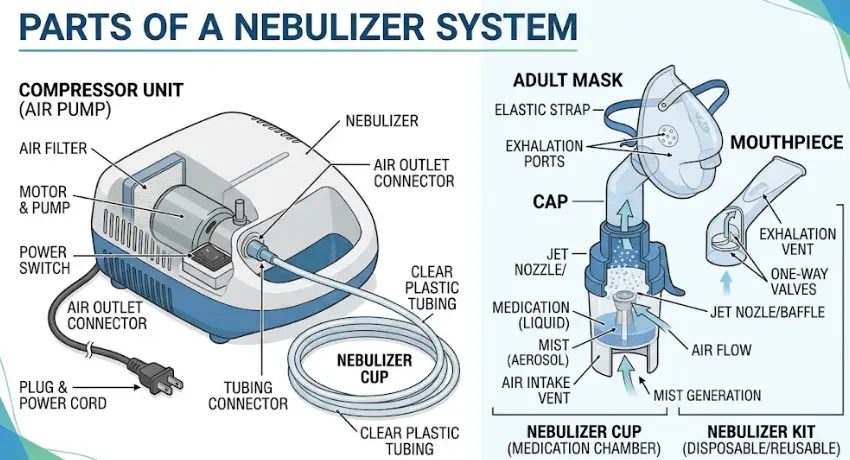 PARTS OF A NEBULIZER SYSTEM
COMPRESSOR UNIT
(AIR PUMP)
AIR FILTER
MOTOR
& PUMP
POWER
SWITCH
AIR OUTLET
CONNECTOR
PLUG &
POWER CORD
NEBULIZER
AIR OUTLET
CONNECTOR
CLEAR
PLASTIC
TUBING
NEBULIZER
CUP
TUBING
CONNECTOR
CLEAR PLASTIC
TUBING
ADULT MASK
ELASTIC STRAP
EXHALATION
PORTS
CAP
JET
NOZZLE/
MEDICATION
(LIQUID)
MIST
(AEROSOL)
AIR INTAKE
VENT
MOUTHPIECE
EXHALATION
VENT
ONE-WAY
VALVES
JET NOZLE/BAFFLE
AIR FLOW
MIST GENERATION
NEBULIZER CUP
(MEDICATION CHAMBER)
NEBULIZER KIT
(DISPOSABLE/REUSABLE)